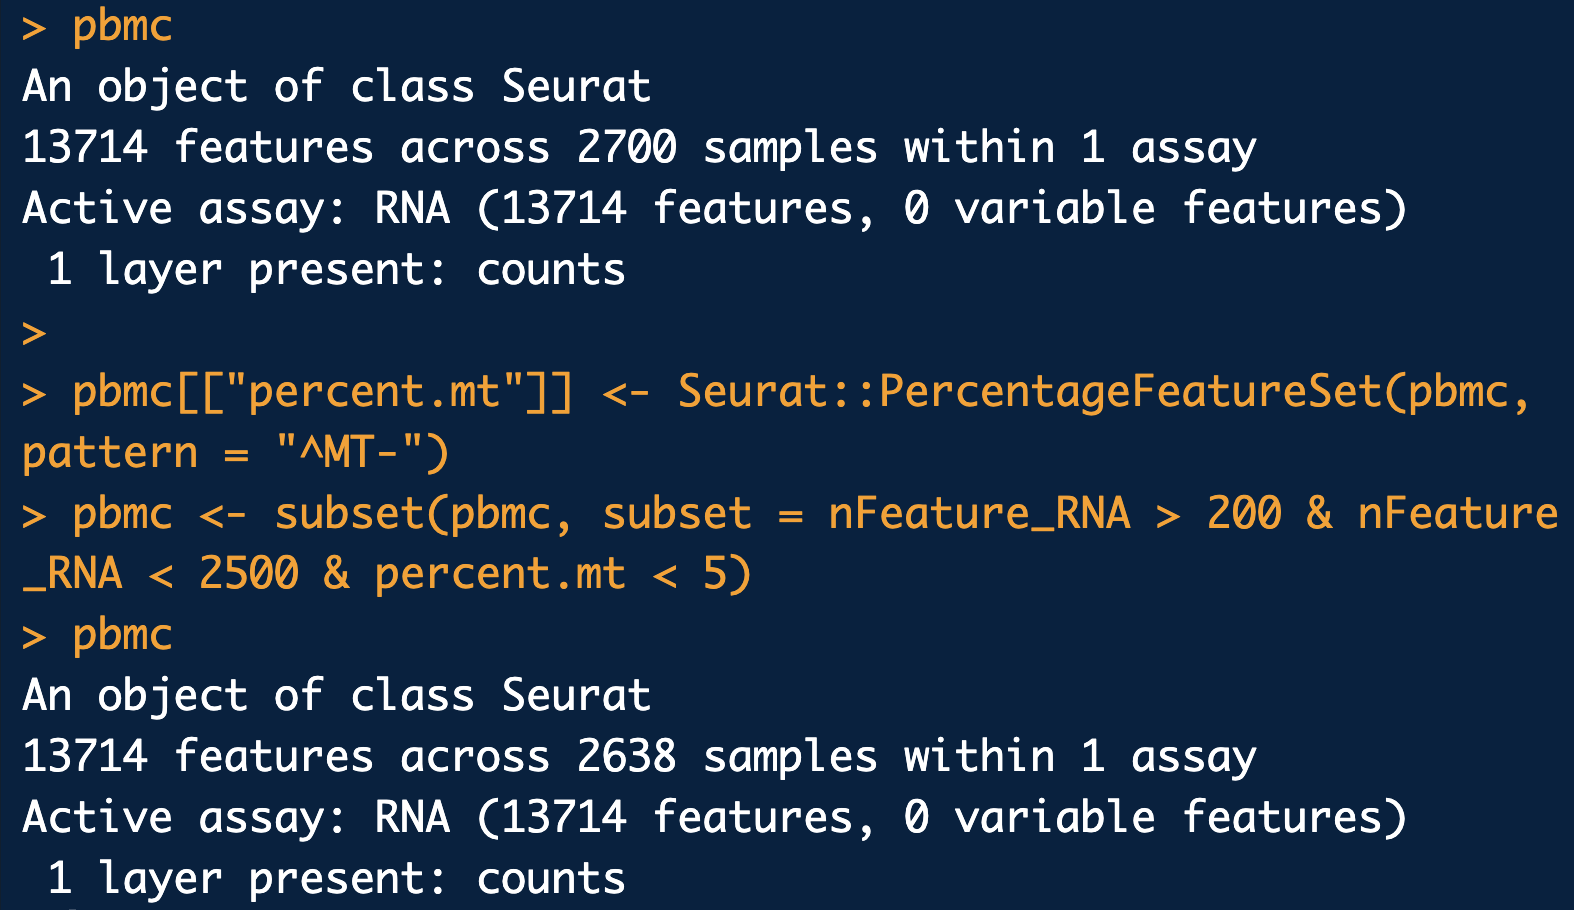 > pbmc
An object of class Seurat
13714 features across 2700 samples within 1 assay
Active assay: RNA (13714 features, 0 variable features)
 1 layer present: counts
>
> pbmc[["percent.mt"]] <- Seurat::PercentageFeatureSet(pbmc,
pattern = "^MT-")
> pbmc <- subset(pbmc, subset = nFeature_RNA > 200 & nFeature
_RNA < 2500 & percent.mt < 5)
> pbmc
An object of class Seurat
13714 features across 2638 samples within 1 assay
Active assay: RNA (13714 features, 0 variable features)
 1 layer present: counts